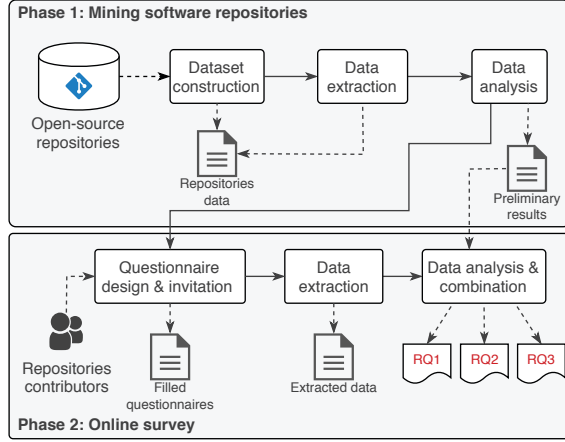 Phase 1: Mining software repositories
Dataset
construction
Data
extraction
Data
analysis
Open-source
repositories
Repositories
data
Preliminary
results
Questionnaire
design & invitation
Data
extraction
Data analysis &
combination
Repositories
contributors
Filled
questionnaires
Extracted data
RQ1
RQ2
RQ3
Phase 2: Online survey